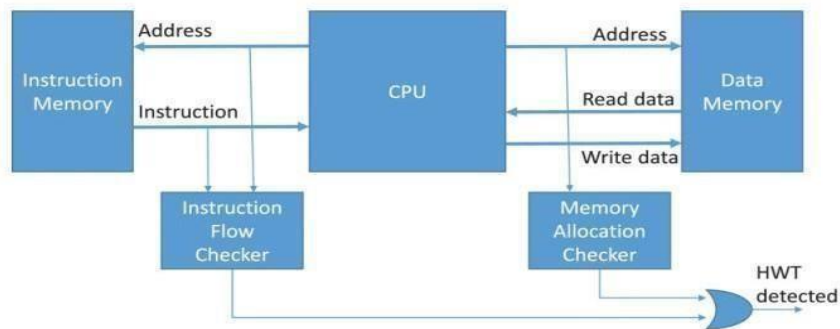 Address
Address
Instruction
Memory
CPU
Data
Memory
Instruction
Read data
Write data
Instruction
Flow
Checker
Memory
Allocation
Checker
HWT
detected